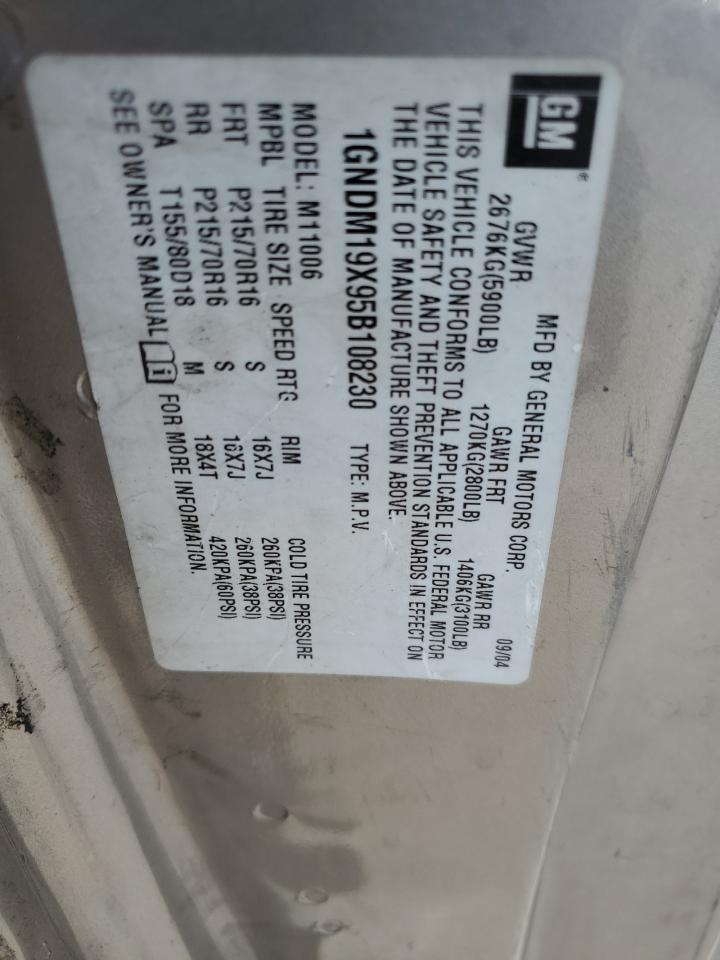 GM®
MFD BY GENERAL MOTORS CORP. 09/04
GVWR GAWR FRT GAWR RR
2676KG(5900LB) 1270KG(2800LB) 1406KG(3100LB)
THIS VEHICLE CONFORMS TO ALL APPLICABLE U.S. FEDERAL MOTOR
VEHICLE SAFETY AND THEFT PREVENTION STANDARDS IN EFFECT ON
THE DATE OF MANUFACTURE SHOWN ABOVE.
1GNDM19X95B108230 TYPE: M.P.V.
MODEL: M11006
MPBL TIRE SIZE SPEED RTG RIM COLD TIRE PRESSURE
FRT P215/70R16 S 16X7J 260KPA(38PSI)
RR P215/70R16 S 16X7J 260KPA(38PSI)
SPA T155/80D18 M 18X4T 420KPA(60PSI)
SEE OWNER'S MANUAL i FOR MORE INFORMATION.